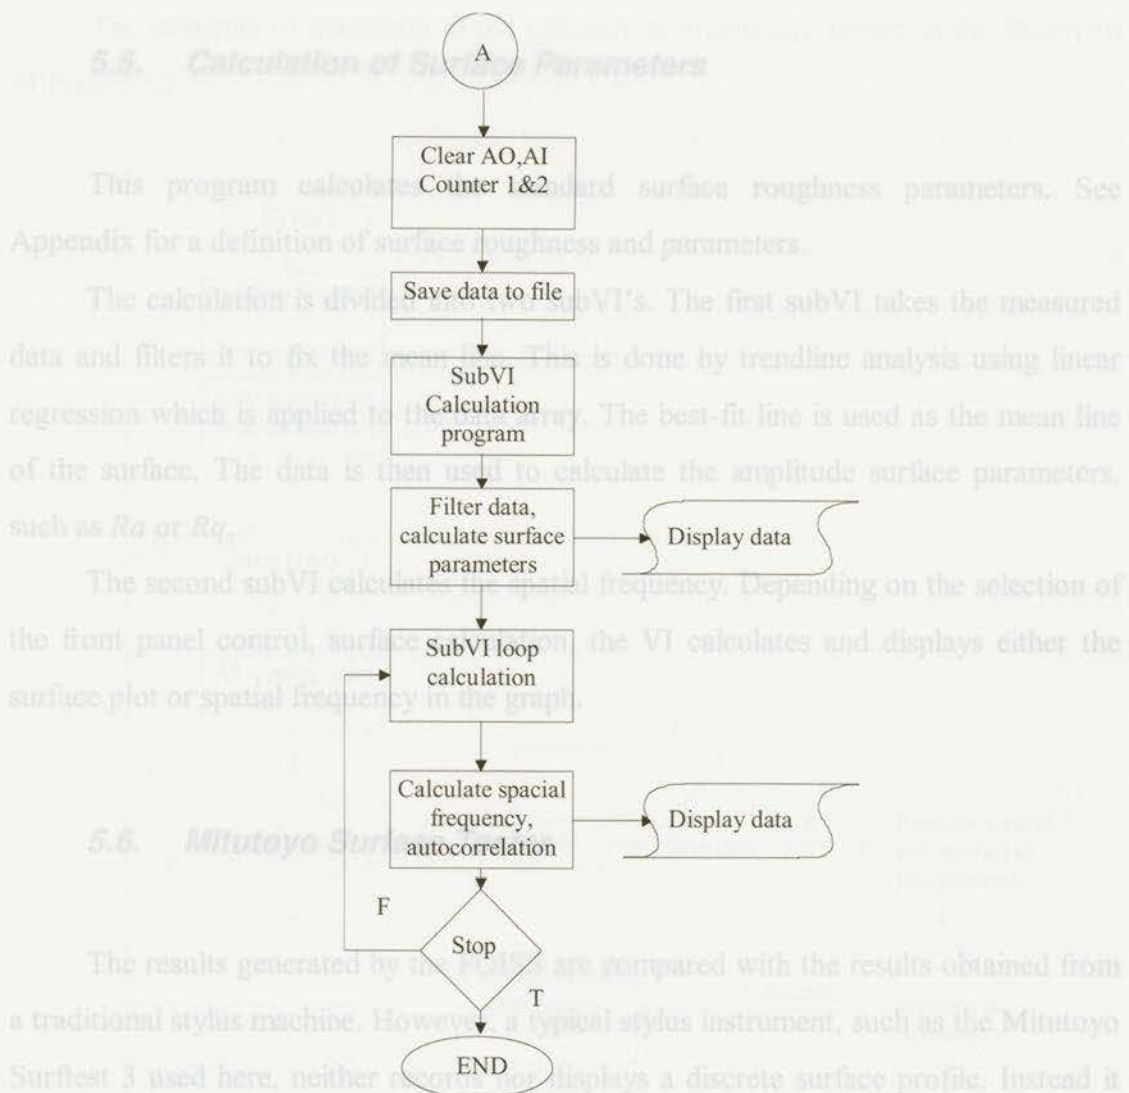 A
5.5. Calculation of Surface Parameters
Clear AO,AI
Counter 1&2
This program calculates the standard surface roughness parameters. See
Appendix for a definition of surface roughness and parameters.
Save data to file
The calculation is divided into two subVI's. The first subVI takes the measured
data and filters it to fix the mean line. This is done by trendline analysis using linear
SubVI
Calculation
program
regression which is applied to the data array. The best-fit line is used as the mean line
of the surface. The data is then used to calculate the amplitude surface parameters,
such as Ra or Rq.
Filter data,
calculate surface
parameters
Display data
The second subVI calculates the spatial frequency. Depending on the selection of
the front panel control, surface calculation, the VI calculates and displays either the
surface plot or spatial frequency in the graph.
SubVI loop
calculation
Calculate spacial
frequency,
autocorrelation
Display data
5.6. Mitutoyo Surface Tester
F
Stop
T
The results generated by the are compared with the results obtained from
a traditional stylus machine. However, a typical stylus instrument, such as the Mitutoyo
Surftest 3 used here, neither records nor displays a discrete surface profile. Instead it
END